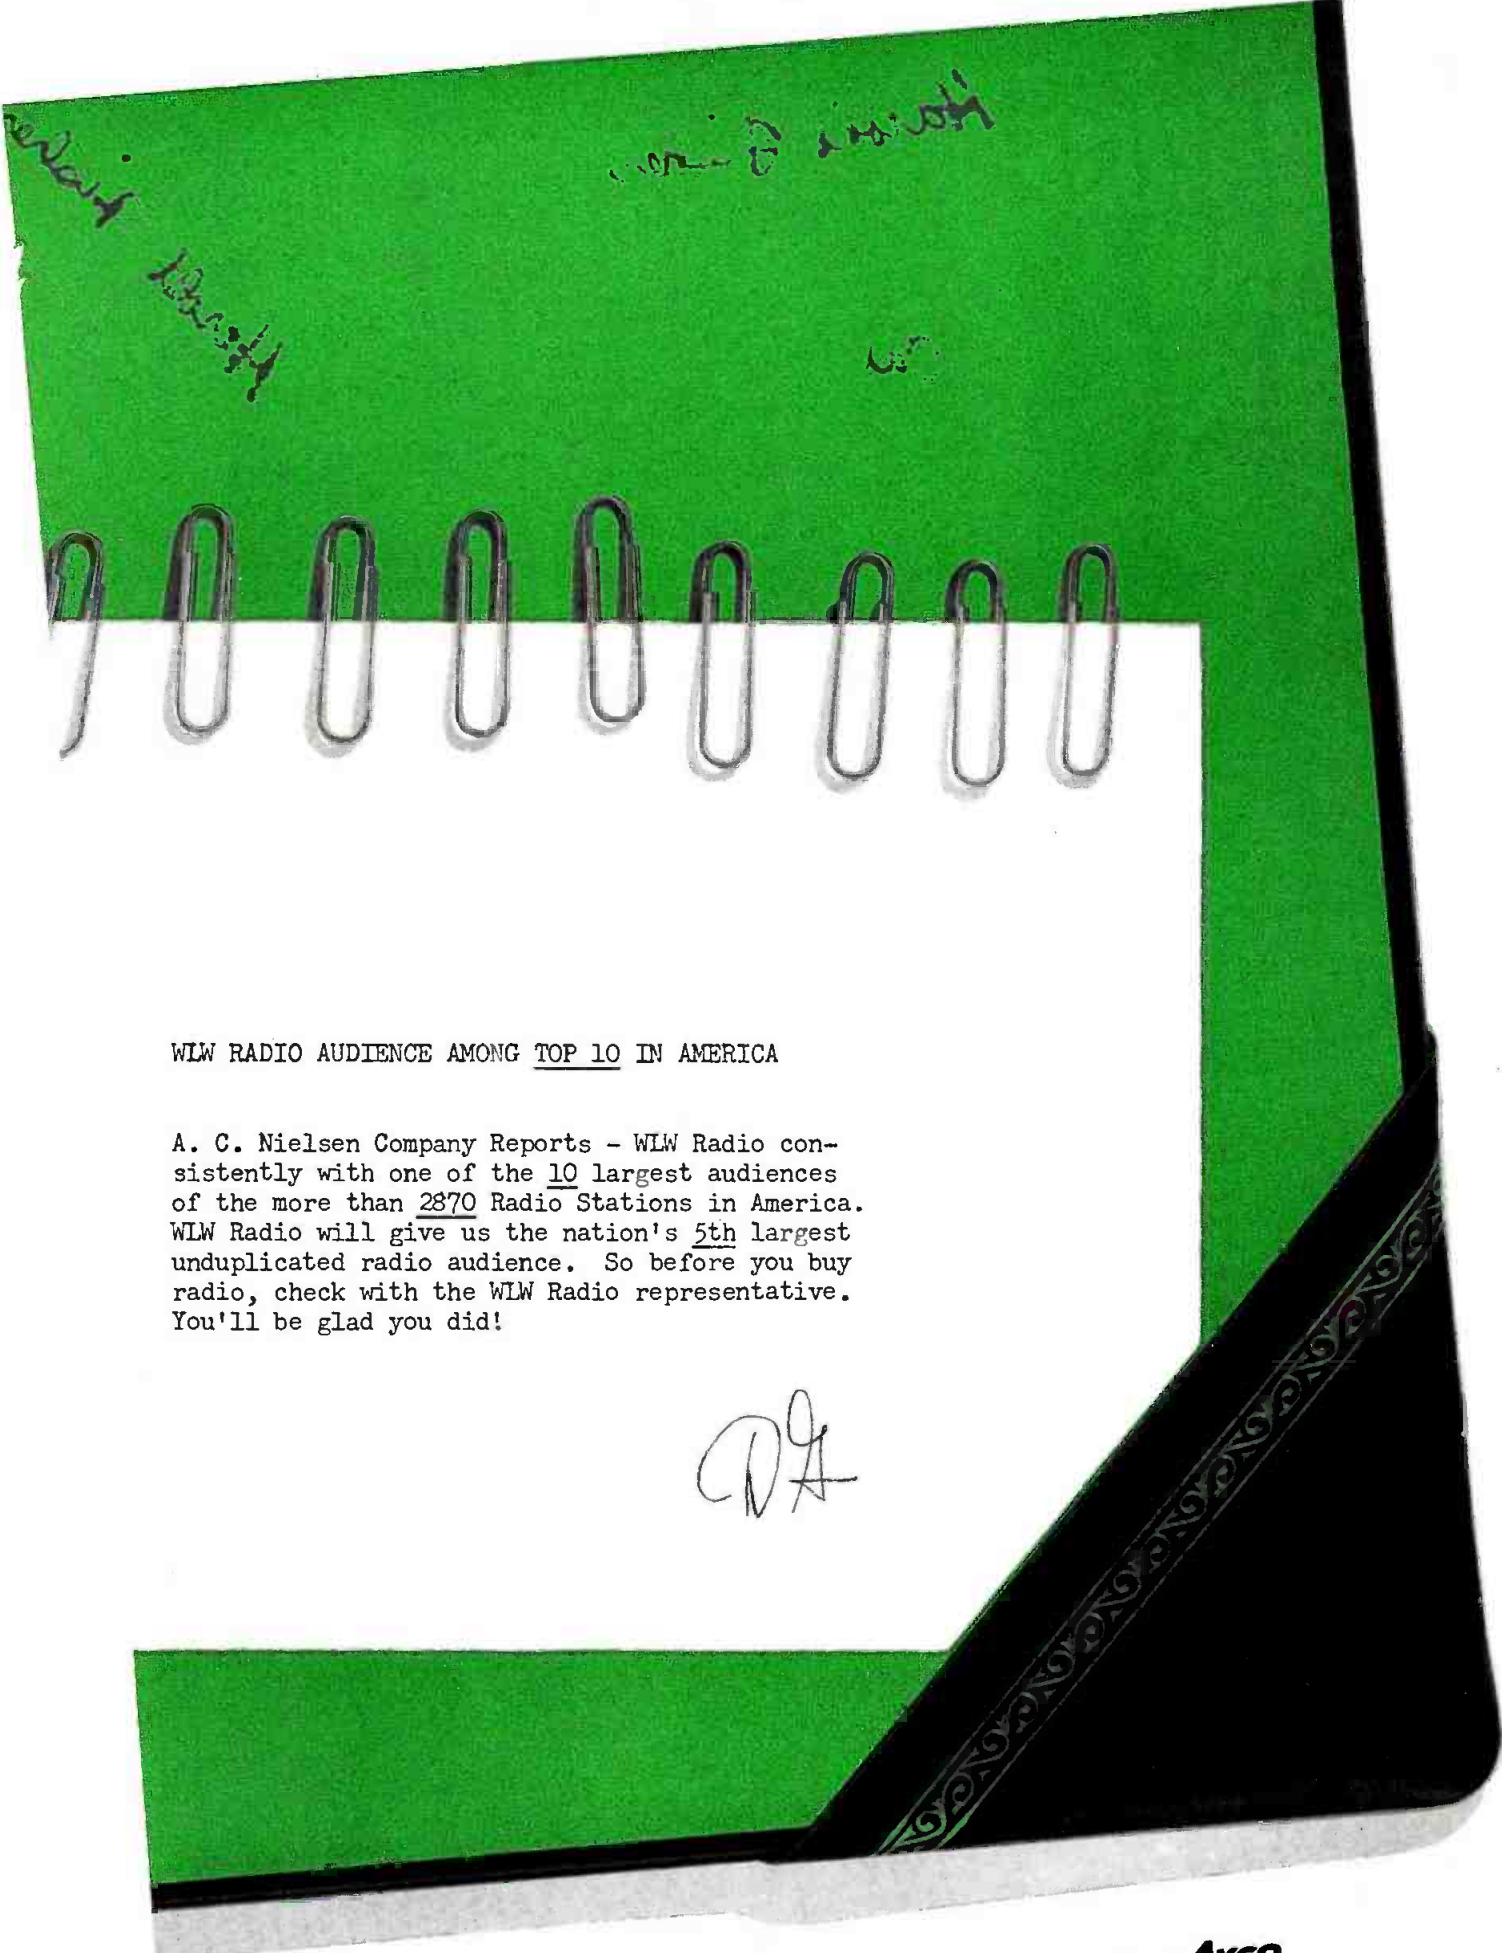 WLW RADIO AUDIENCE AMONG TOP 10 IN AMERICA
A. C. Nielsen Company Reports - WLW Radio con-
sistently with one of the 10 largest audiences
of the more than 2870 Radio Stations in America.
WLW Radio will give us the nation's 5th largest
unduplicated radio audience. So before you buy
radio, check with the WLW Radio representative.
You'll be glad you did!
DG